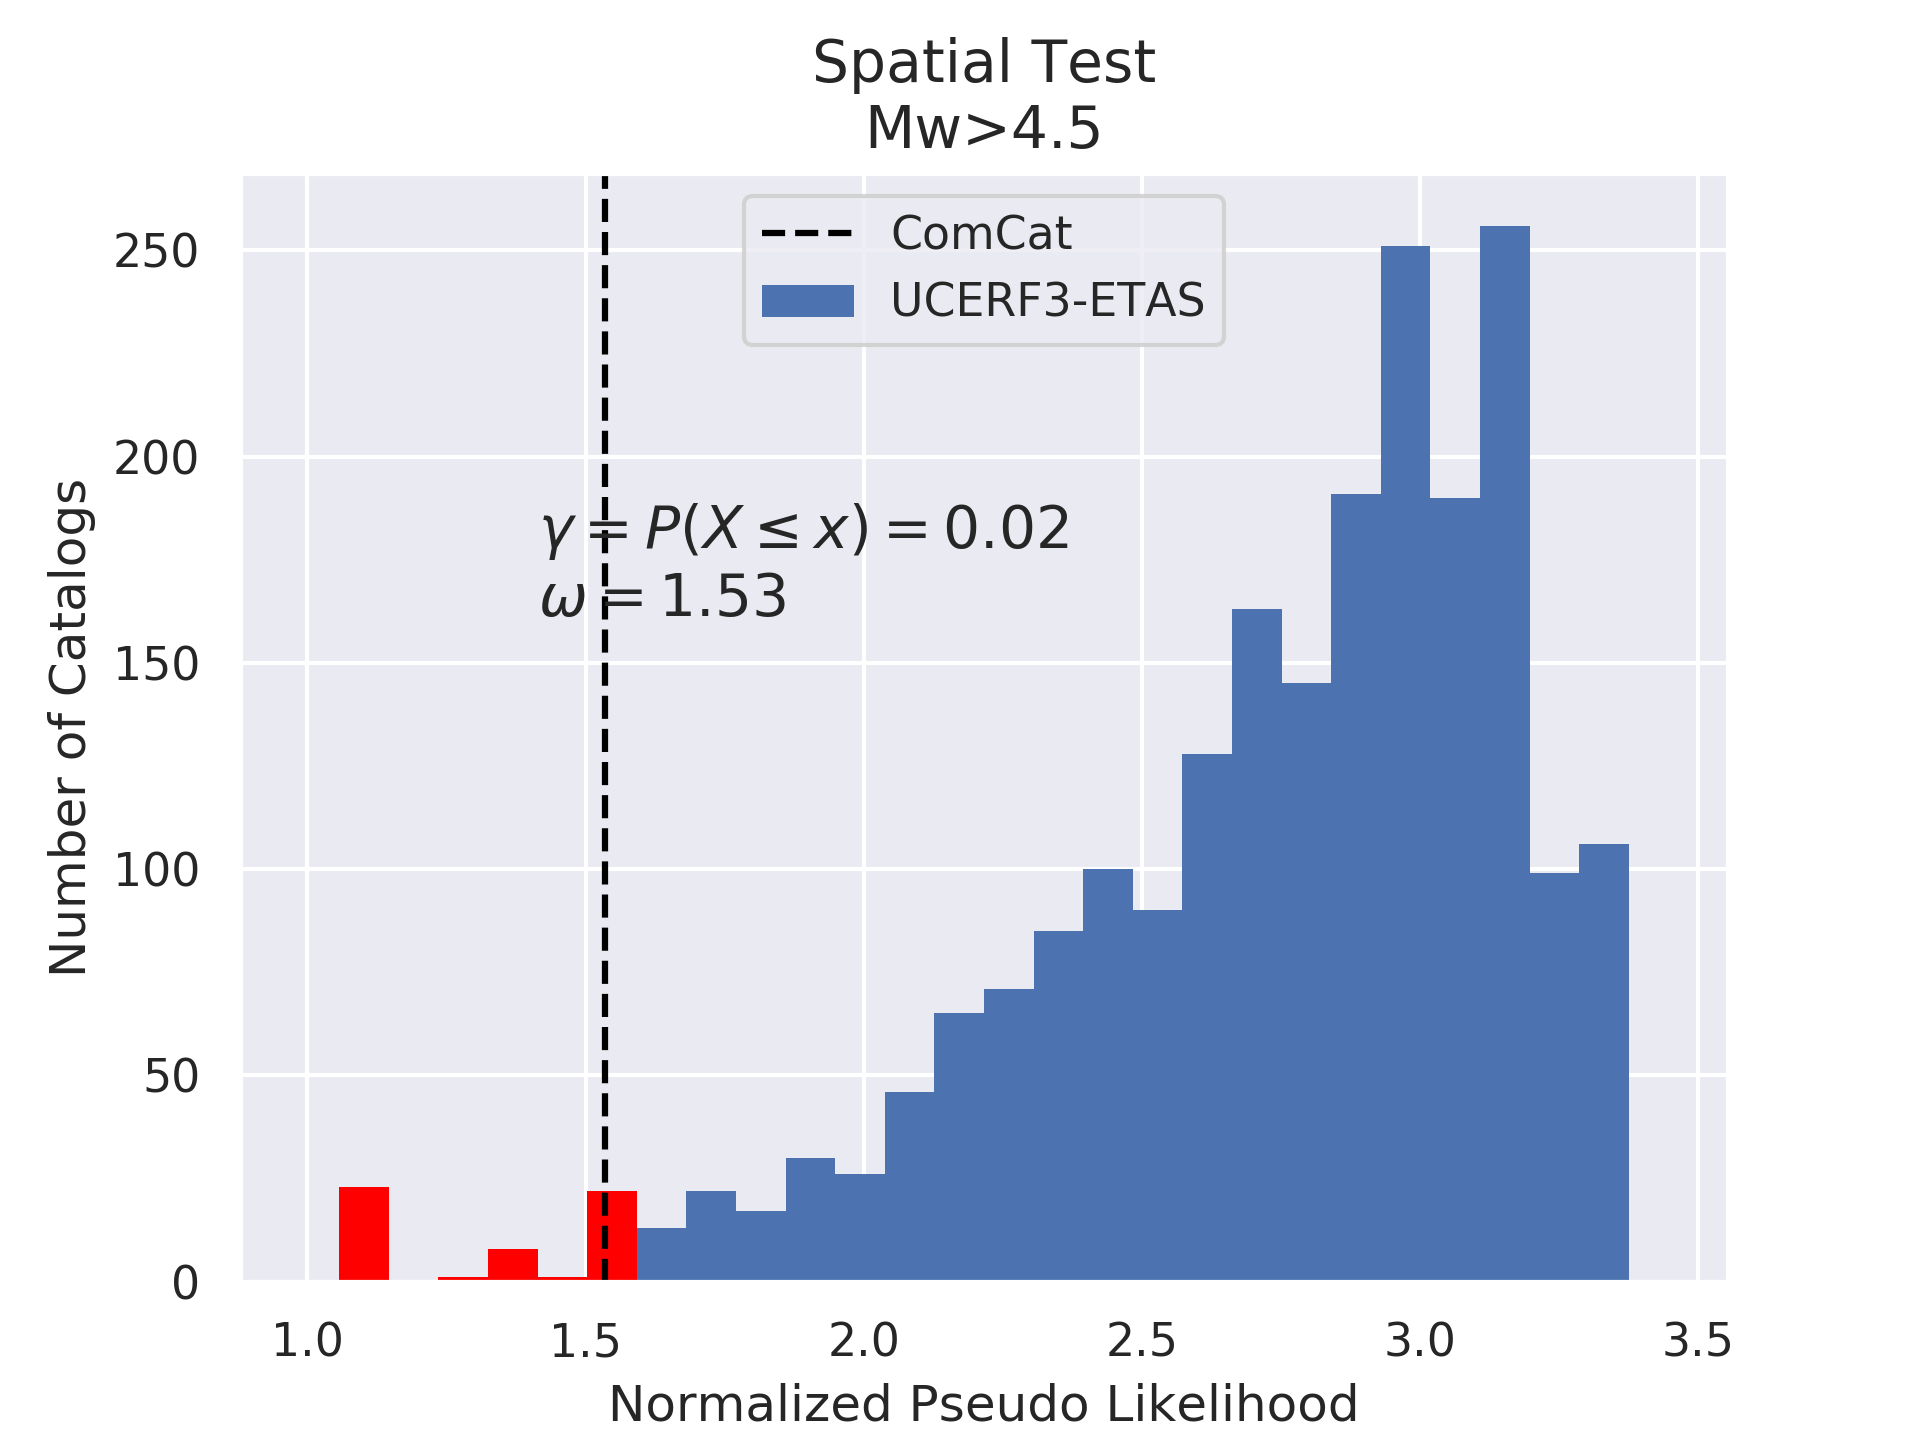 Spatial Test
Mw>4.5
ComCat
UCERF3-ETAS
γ = P(X ≤ x) = 0.02
ω = 1.53
250
200
150
100
50
0
Number of Catalogs
1.0 1.5 2.0 2.5 3.0 3.5
Normalized Pseudo Likelihood